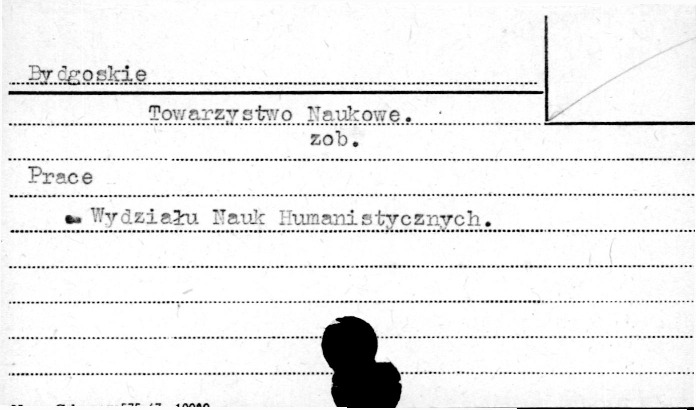 Bydgoskie
Towarzystwo Naukowe.
zob.
Prace
- Wydziału Nauk Humanistycznych.